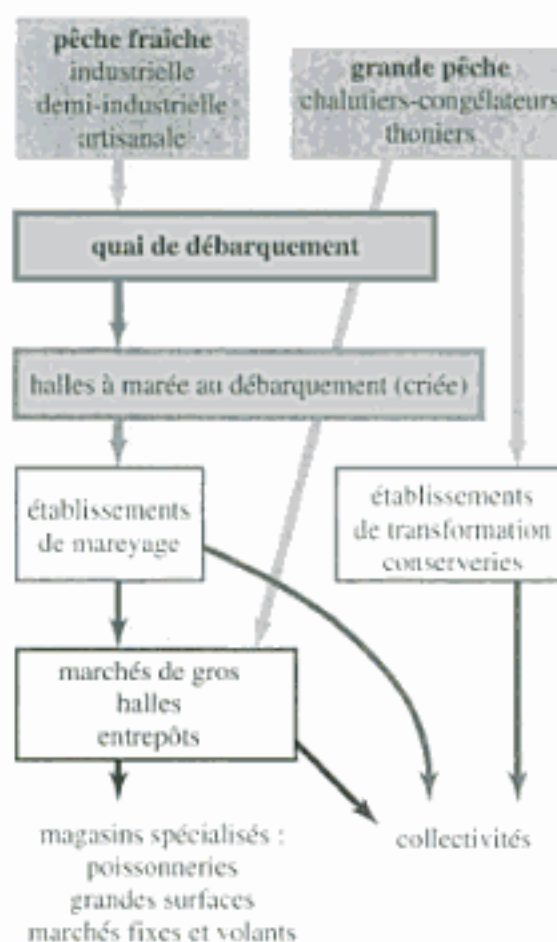 pêche fraîche
industrielle
demi-industrielle
artisanale
grande pêche
chalutiers-congélateurs
thoniers
quai de débarquement
halles à marée au débarquement (criée)
établissements
de mareyage
établissements
de transformation
conserveries
marchés de gros
halles
entrepôts
magasins spécialisés :
poissonneries
grandes surfaces
marchés fixes et volants
collectivités